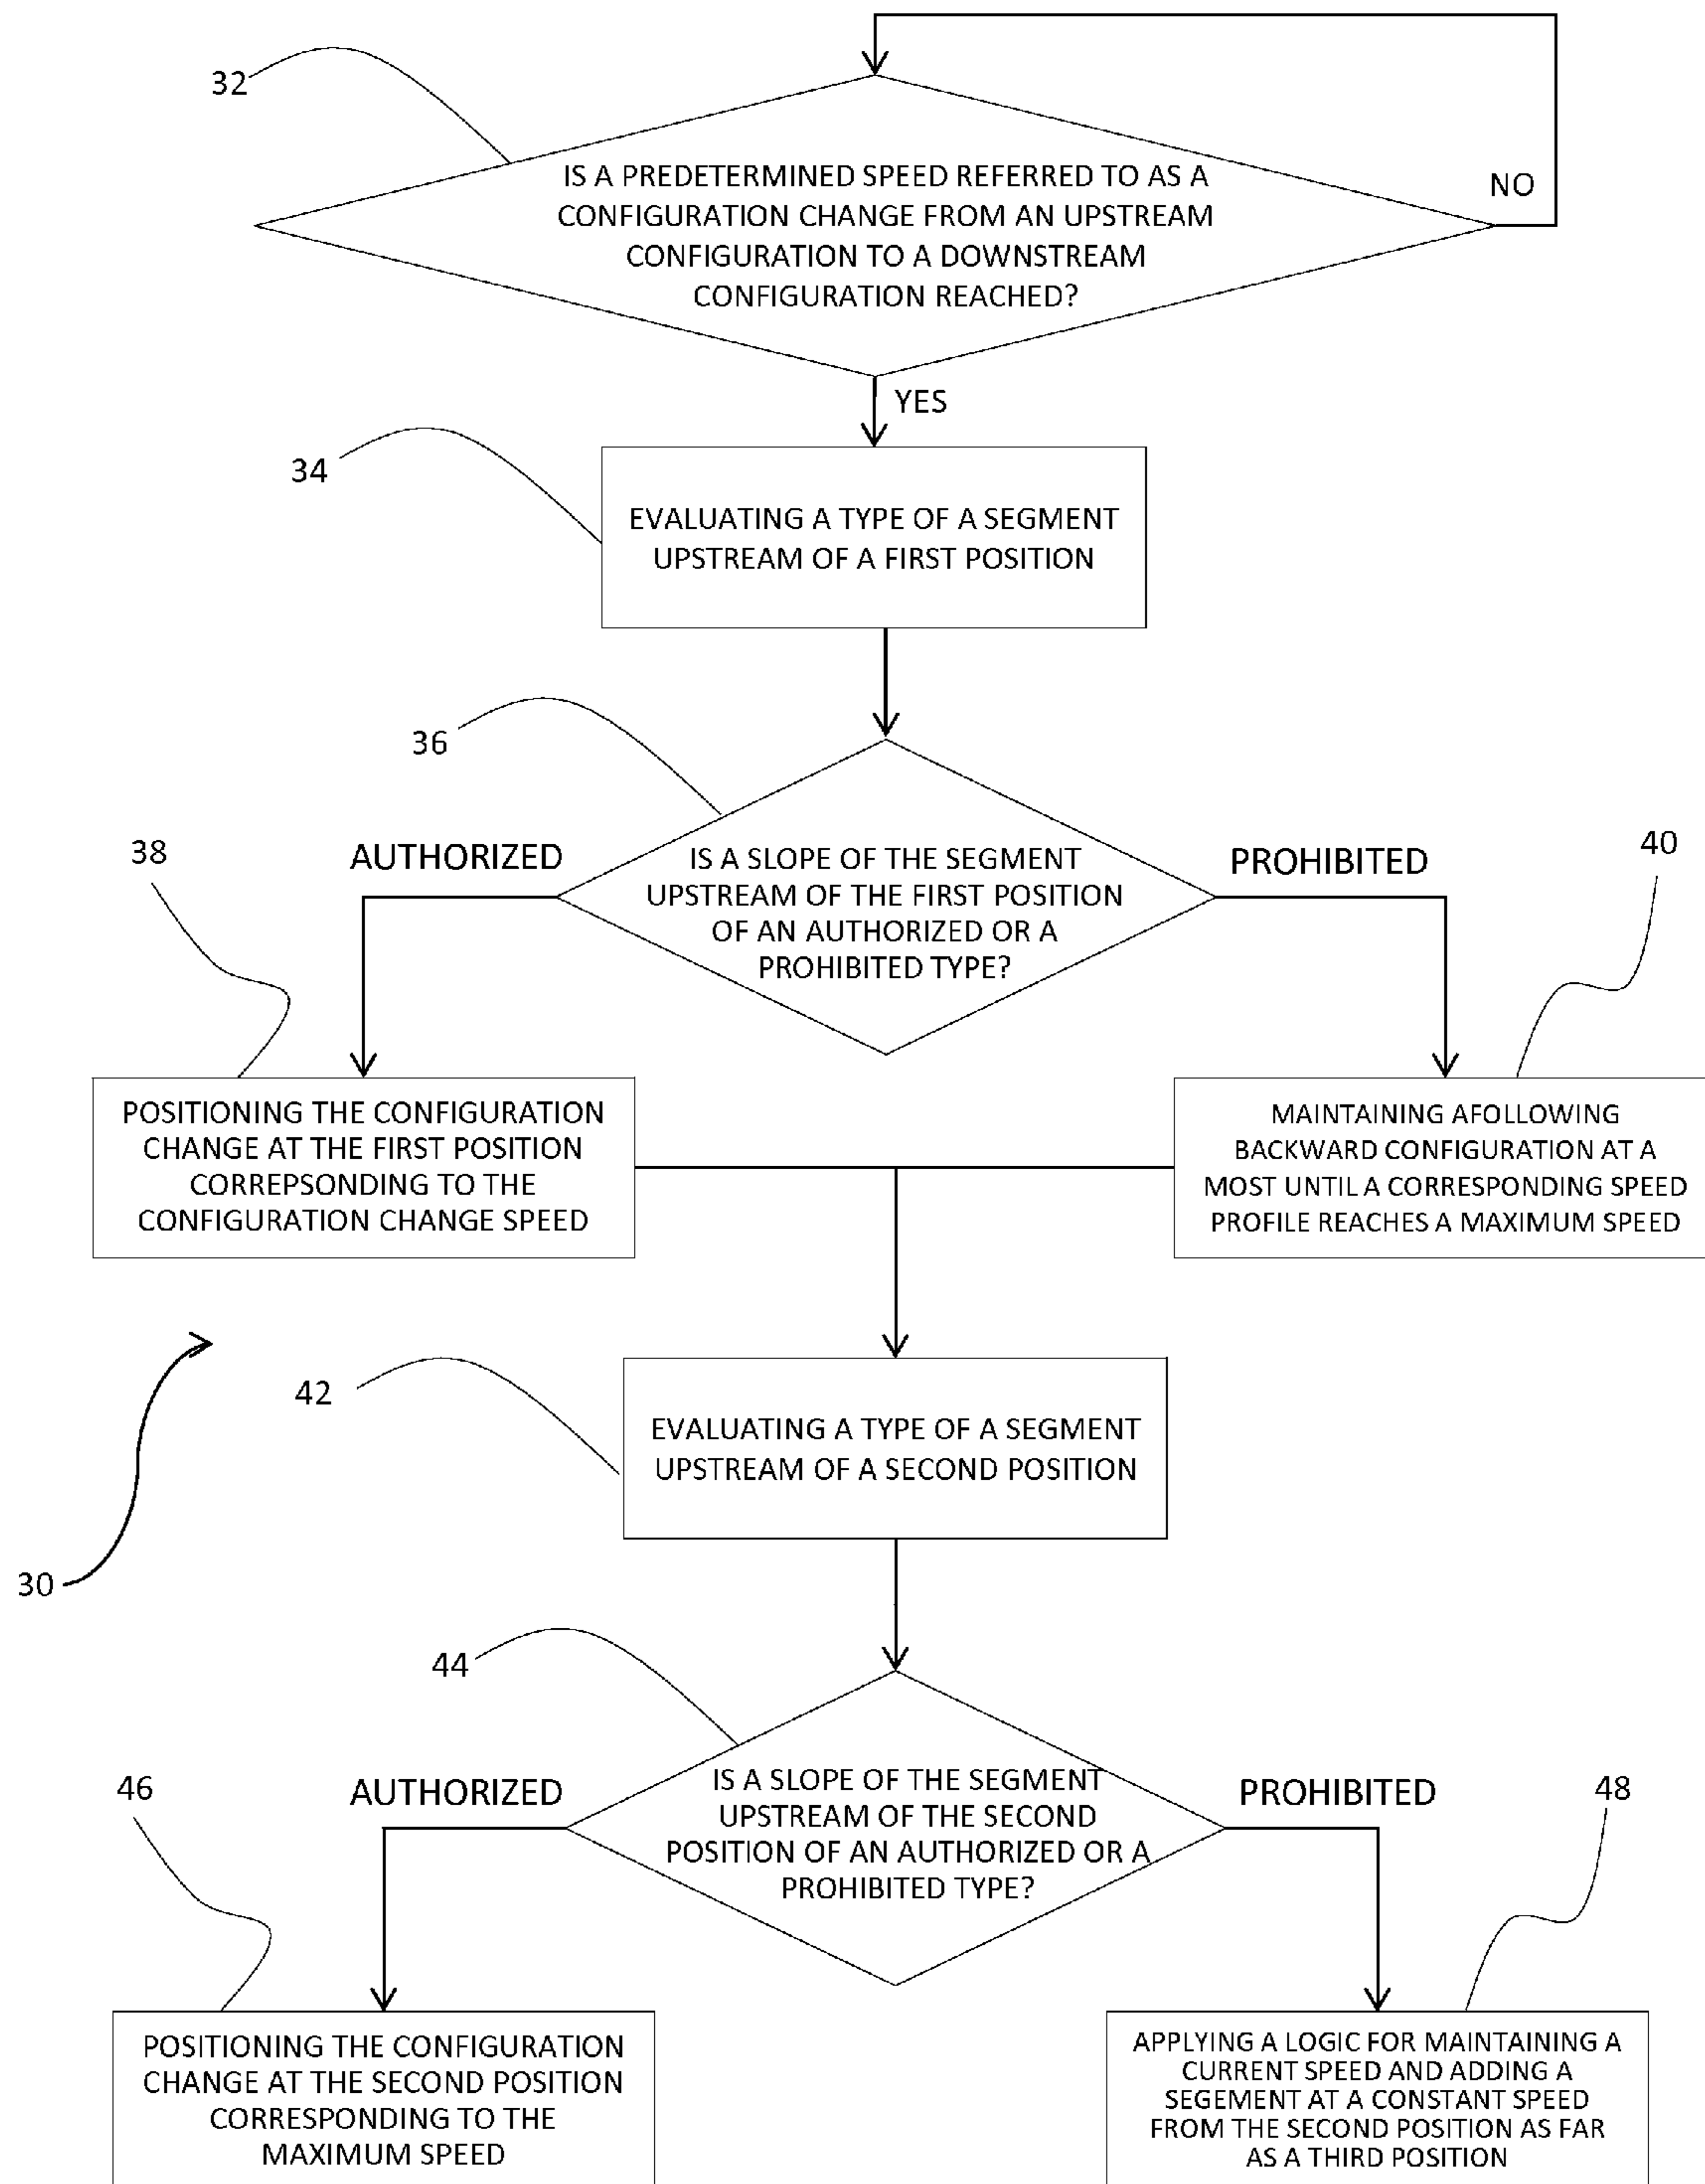 32
IS A PREDETERMINED SPEED REFERRED TO AS A
CONFIGURATION CHANGE FROM AN UPSTREAM
CONFIGURATION TO A DOWNSTREAM
CONFIGURATION REACHED?
NO
YES
34
EVALUATING A TYPE OF A SEGMENT
UPSTREAM OF A FIRST POSITION
36
IS A SLOPE OF THE SEGMENT
UPSTREAM OF THE FIRST POSITION
OF AN AUTHORIZED OR A
PROHIBITED TYPE?
AUTHORIZED
PROHIBITED
38
POSITIONING THE CONFIGURATION
CHANGE AT THE FIRST POSITION
CORREPSONDING TO THE
CONFIGURATION CHANGE SPEED
40
MAINTAINING AFOLLOWING
BACKWARD CONFIGURATION AT A
MOST UNTIL A CORRESPONDING SPEED
PROFILE REACHES A MAXIMUM SPEED
42
EVALUATING A TYPE OF A SEGMENT
UPSTREAM OF A SECOND POSITION
30
44
IS A SLOPE OF THE SEGMENT
UPSTREAM OF THE SECOND
POSITION OF AN AUTHORIZED OR A
PROHIBITED TYPE?
AUTHORIZED
PROHIBITED
46
POSITIONING THE CONFIGURATION
CHANGE AT THE SECOND POSITION
CORRESPONDING TO THE
MAXIMUM SPEED
48
APPLYING A LOGIC FOR MAINTAINING A
CURRENT SPEED AND ADDING A
SEGEMENT AT A CONSTANT SPEED
FROM THE SECOND POSITION AS FAR
AS A THIRD POSITION